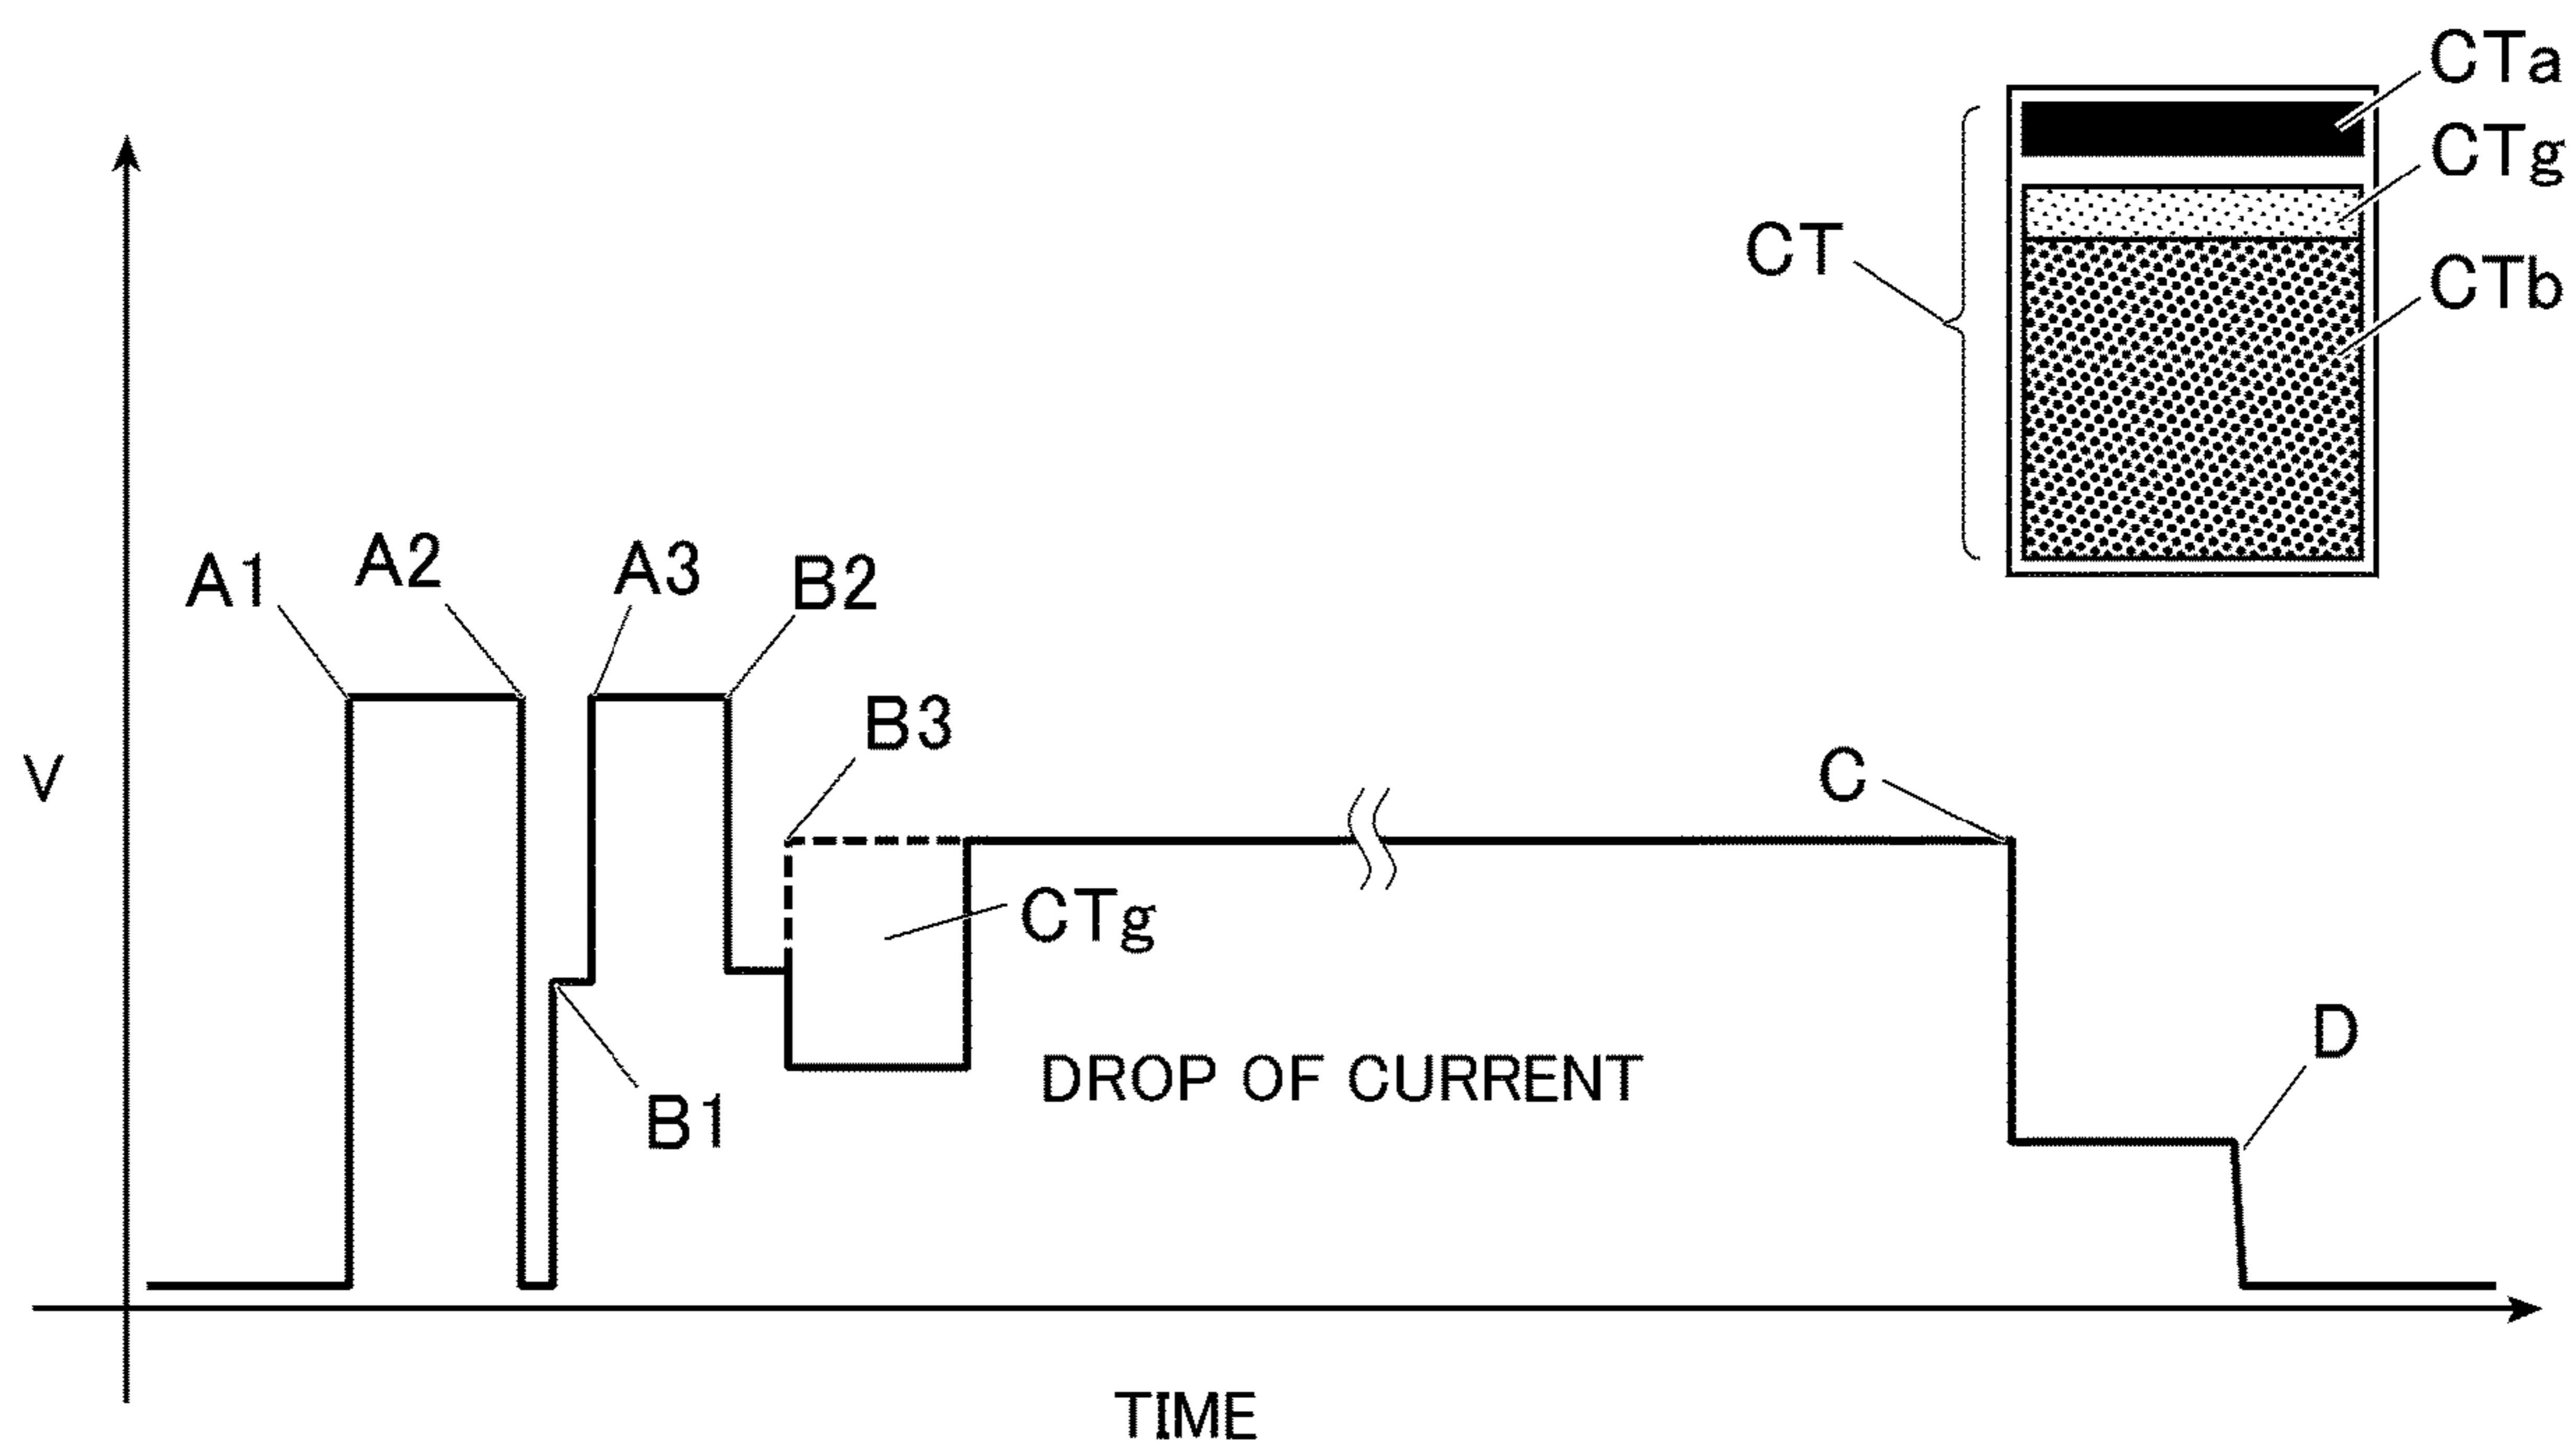 CTa
CTg
CT
CTb
A1
A2
A3
B2
B3
V
C
CTg
D
DROP OF CURRENT
B1
TIME